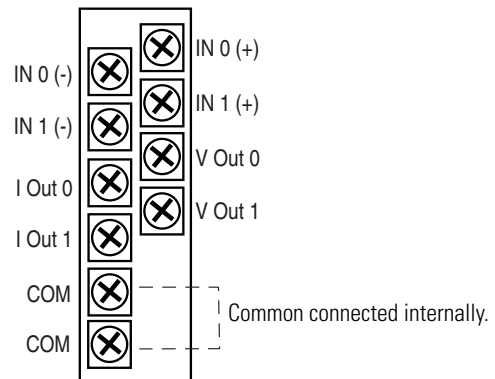 IN 0 (+)
IN 0 (-)
IN 1 (+)
IN 1 (-)
V Out 0
I Out 0
V Out 1
I Out 1
COM
Common connected internally.
COM